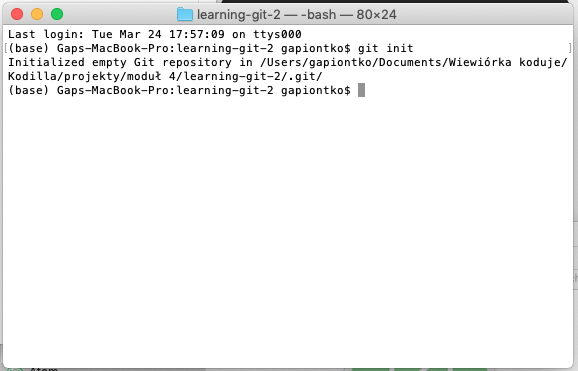 learning-git-2 — -bash — 80×24
Last login: Tue Mar 24 17:57:09 on ttys000
[(base) Gaps-MacBook-Pro:learning-git-2 gapiontko$ git init]
Initialized empty Git repository in /Users/gapiontko/Documents/Wiewiórka koduje/
Kodilla/projekty/moduł 4/learning-git-2/.git/
(base) Gaps-MacBook-Pro:learning-git-2 gapiontko$
Atom